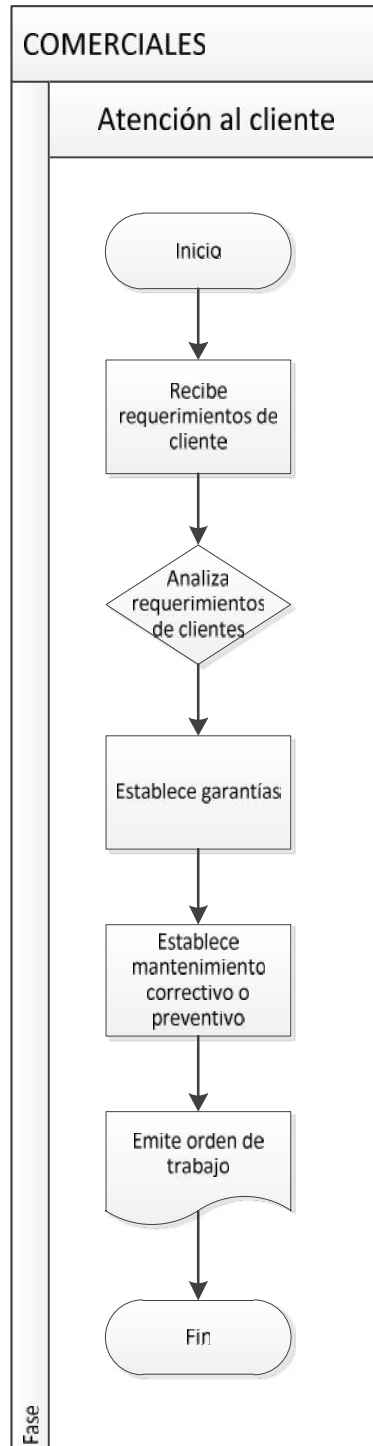 COMERCIALES
Atención al cliente
Inicio
Recibe
requerimientos de
cliente
Analiza
requerimientos
de clientes
Establece garantías
Establece
mantenimiento
correctivo o
preventivo
Emite orden de
trabajo
Fin
Fase